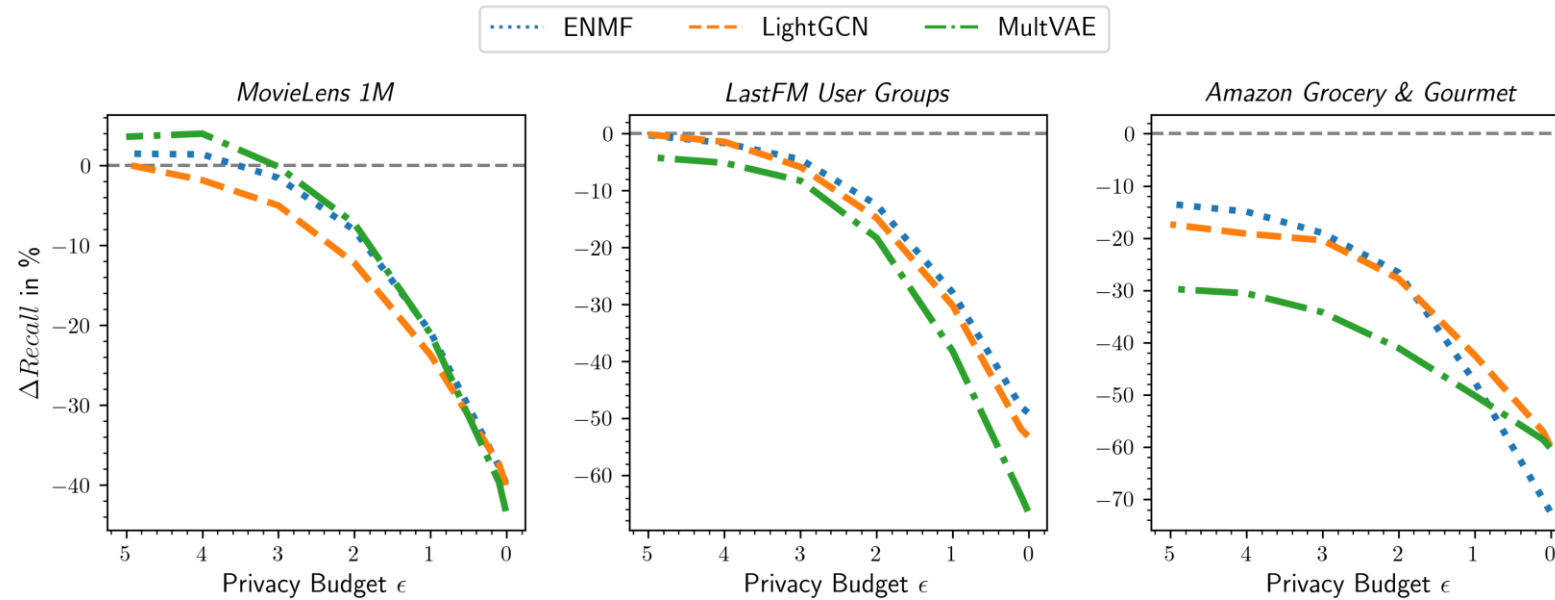 ENMF LightGCN MultVAE
MovieLens 1M
LastFM User Groups
Amazon Grocery & Gourmet
ΔRecall in %
0
−10
−20
−30
−40
5 4 3 2 1 0
Privacy Budget ϵ
0
−10
−20
−30
−40
−50
−60
5 4 3 2 1 0
Privacy Budget ϵ
0
−10
−20
−30
−40
−50
−60
−70
5 4 3 2 1 0
Privacy Budget ϵ